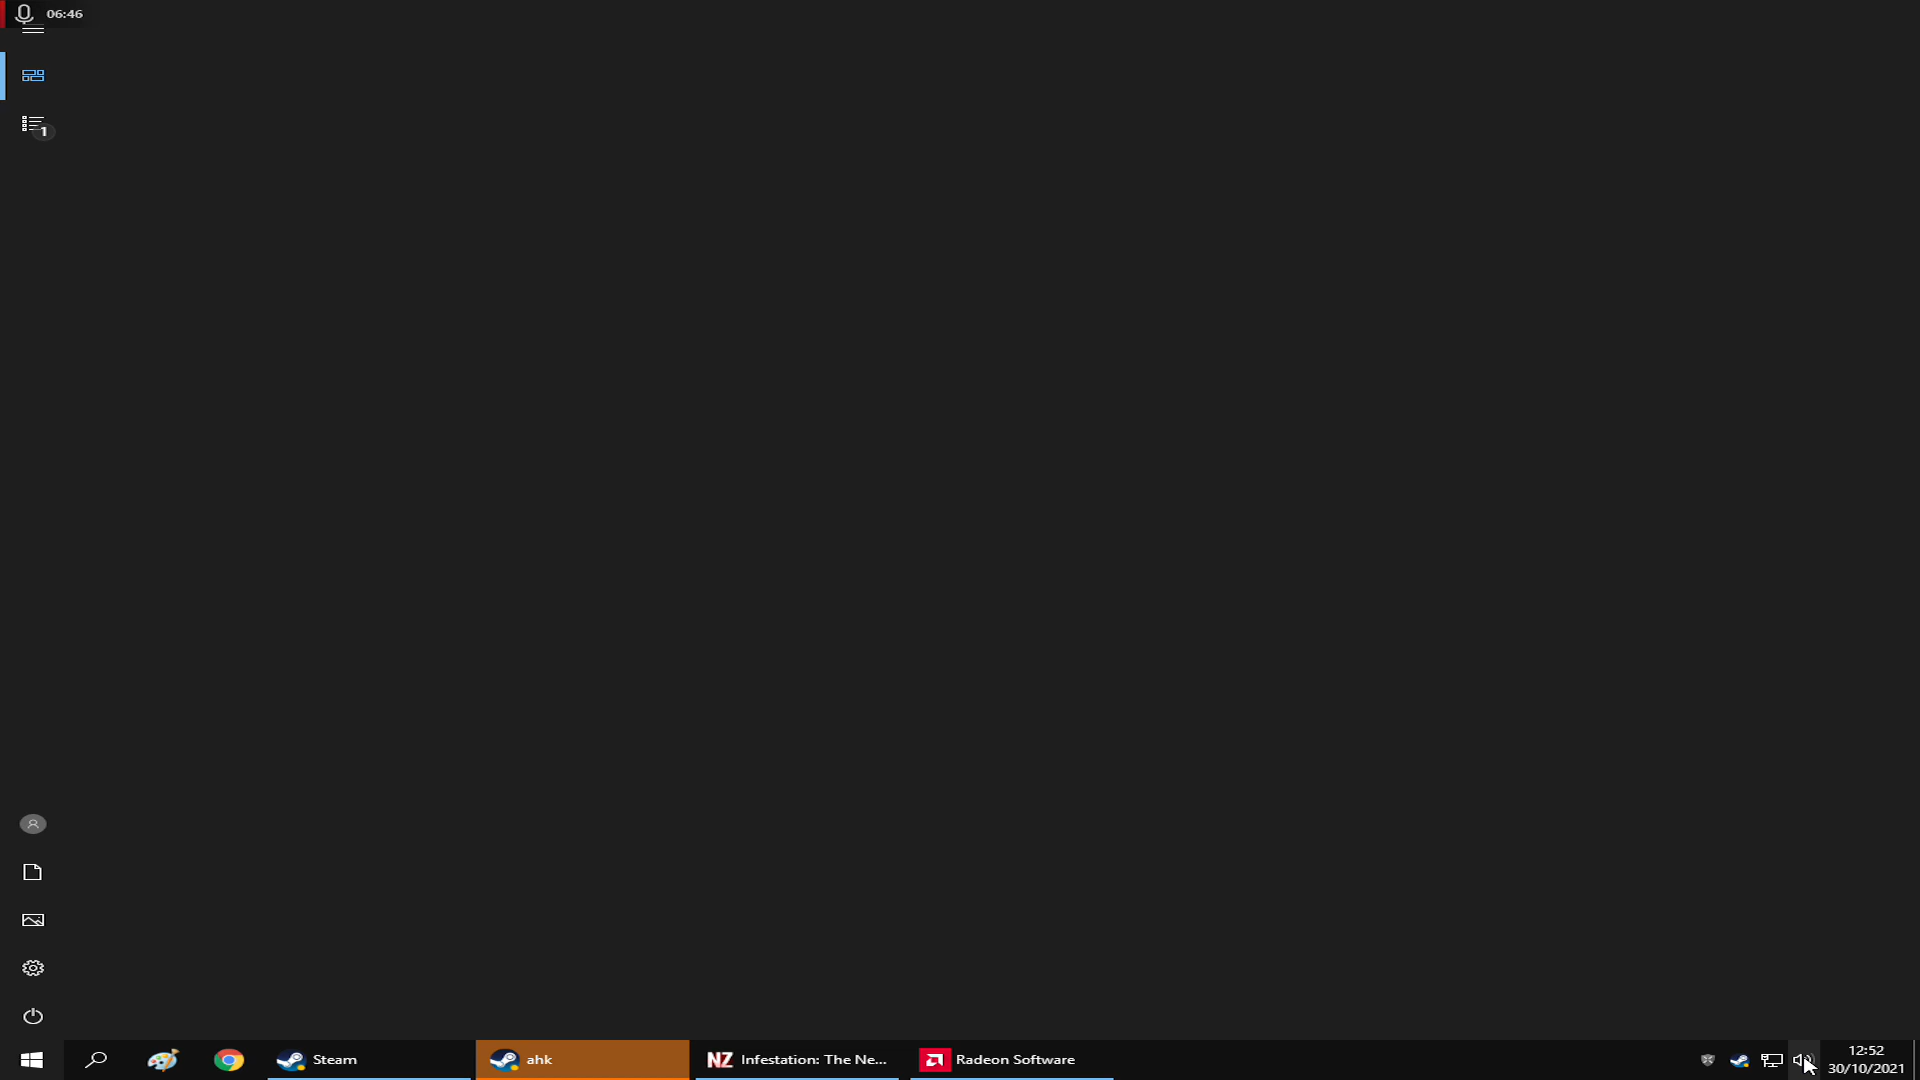 06:46
1
Steam
ahk
NZ Infestation: The Ne...
Radeon Software
12:52
30/10/2021